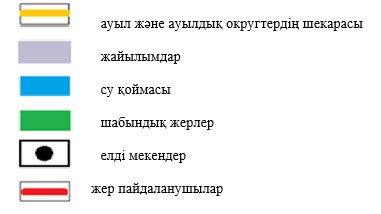 ауыл және ауылдық округтердің шекарасы
жайылымдар
су қоймасы
шабындық жерлер
елді мекендер
жер пайдаланушылар